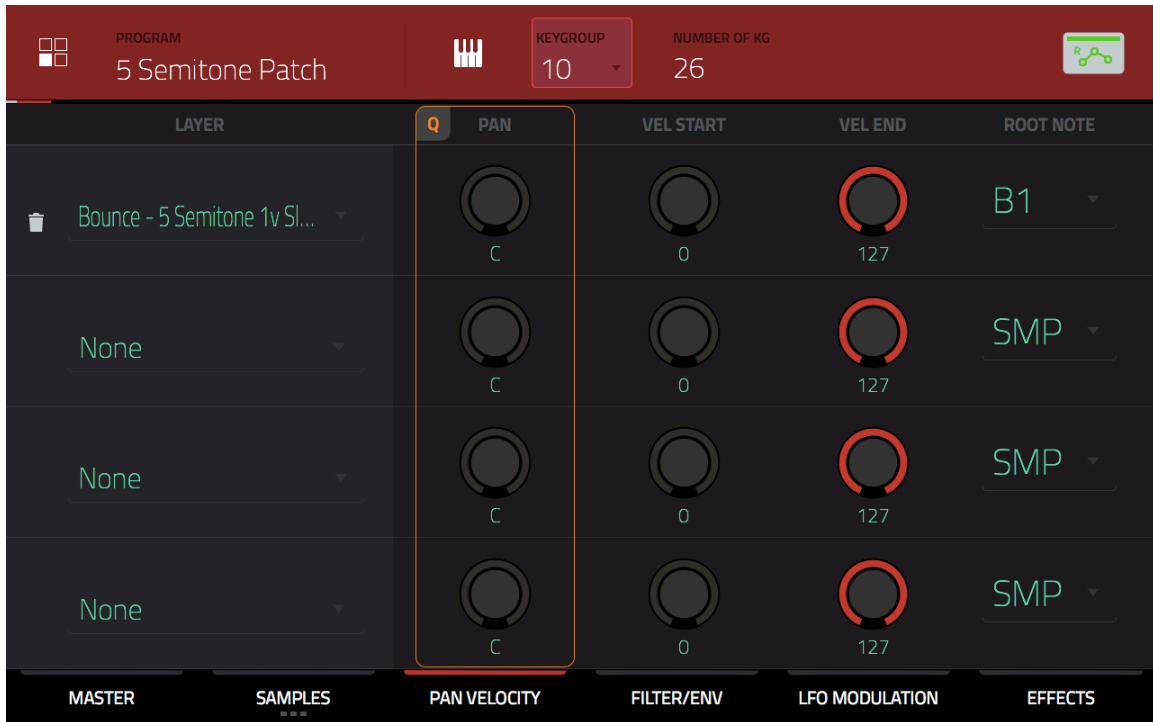 PROGRAM KEYGROUP NUMBER OF KG
5 Semitone Patch 10 26 R
LAYER Q PAN VEL START VEL END ROOT NOTE
Bounce - 5 Semitone 1v Sl... B1
C 0 127
None SMP
C 0 127
None SMP
C 0 127
None SMP
C 0 127
MASTER SAMPLES PAN VELOCITY FILTER/ENV LFO MODULATION EFFECTS